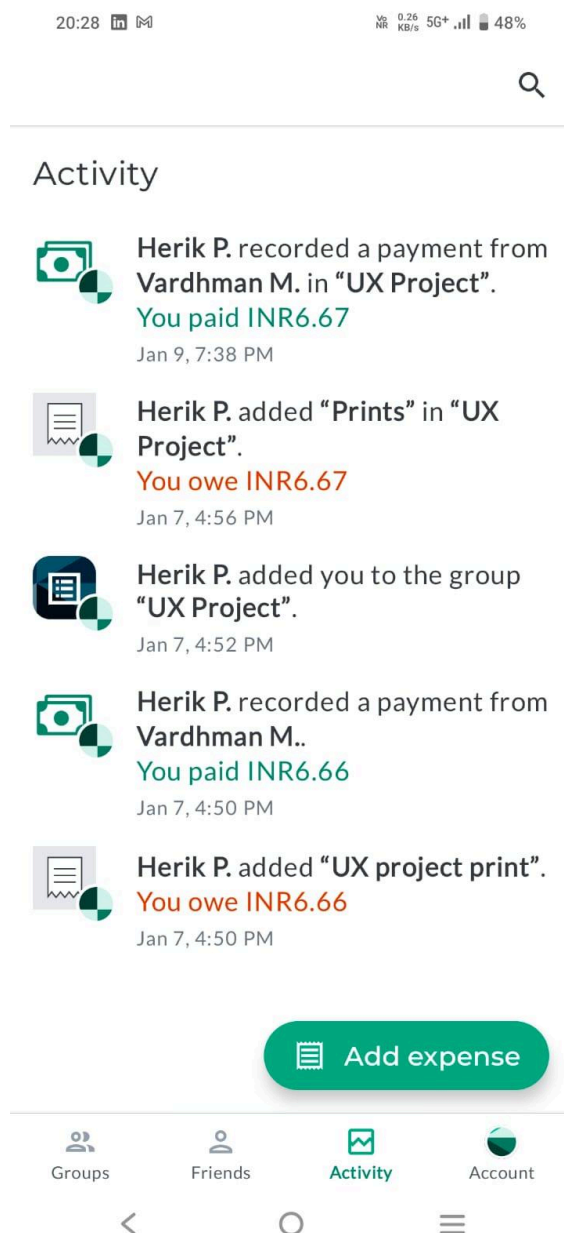 20:28
Vo NR 0.26 KB/s 5G+ 48%
Activity
Herik P. recorded a payment from
Vardhman M. in “UX Project”.
You paid INR6.67
Jan 9, 7:38 PM
Herik P. added “Prints” in “UX
Project”.
You owe INR6.67
Jan 7, 4:56 PM
Herik P. added you to the group
“UX Project”.
Jan 7, 4:52 PM
Herik P. recorded a payment from
Vardhman M..
You paid INR6.66
Jan 7, 4:50 PM
Herik P. added “UX project print”.
You owe INR6.66
Jan 7, 4:50 PM
Add expense
Groups
Friends
Activity
Account